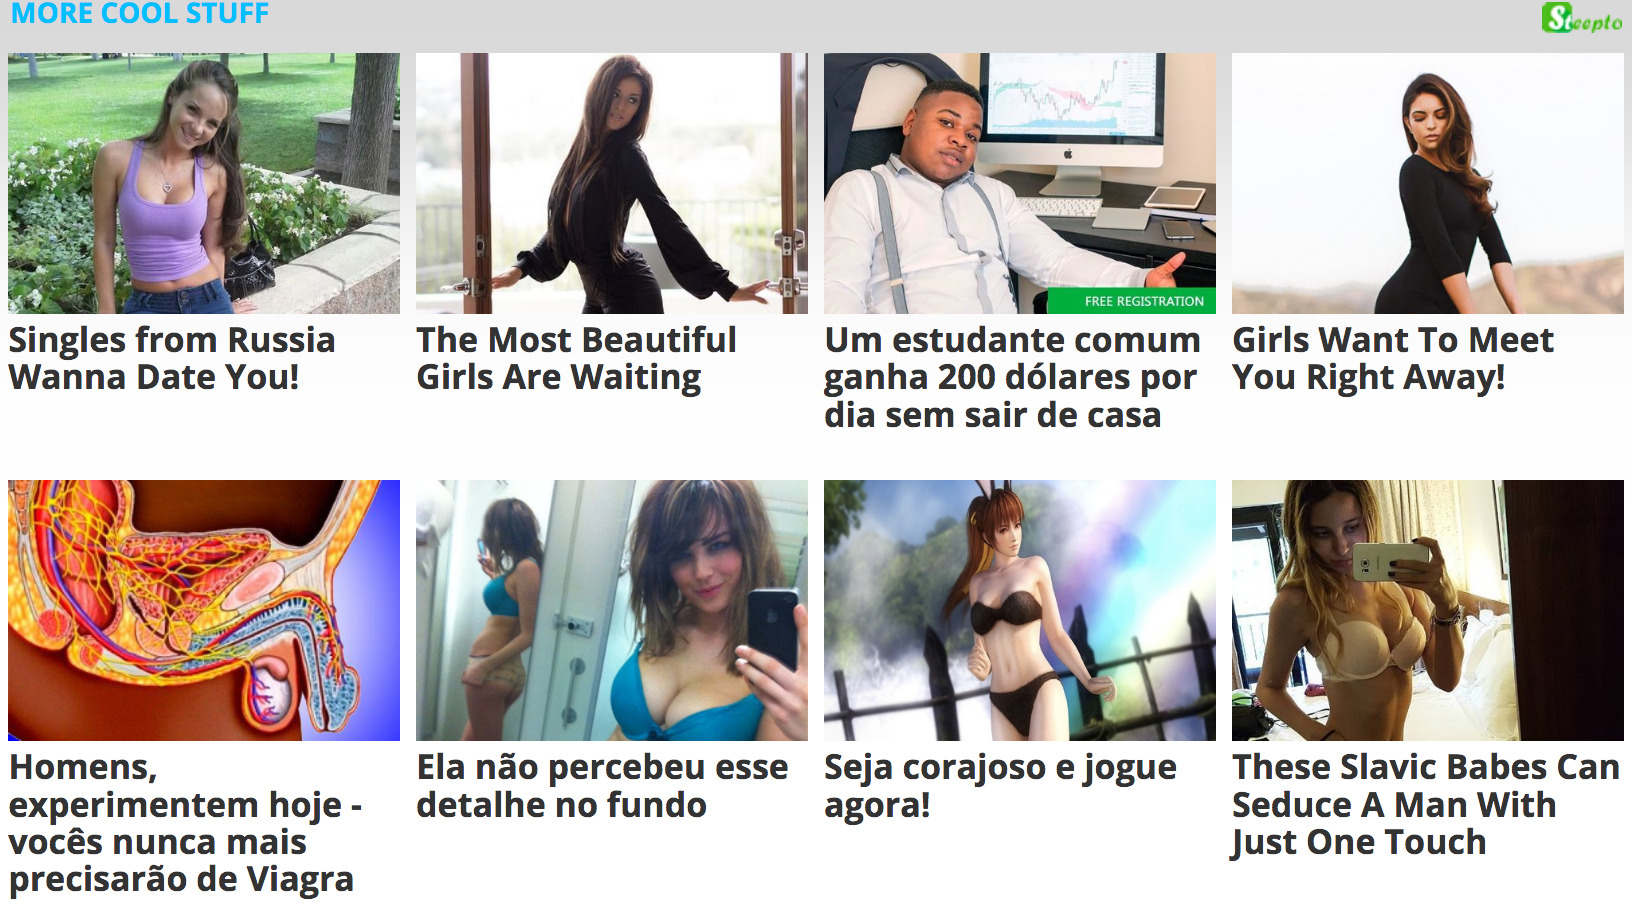 MORE COOL STUFF
Steepto
FREE REGISTRATION
Singles from Russia
Wanna Date You!
The Most Beautiful
Girls Are Waiting
Um estudante comum
ganha 200 dólares por
dia sem sair de casa
Girls Want To Meet
You Right Away!
Homens,
experimentem hoje -
vocês nunca mais
precisarão de Viagra
Ela não percebeu esse
detalhe no fundo
Seja corajoso e jogue
agora!
These Slavic Babes Can
Seduce A Man With
Just One Touch